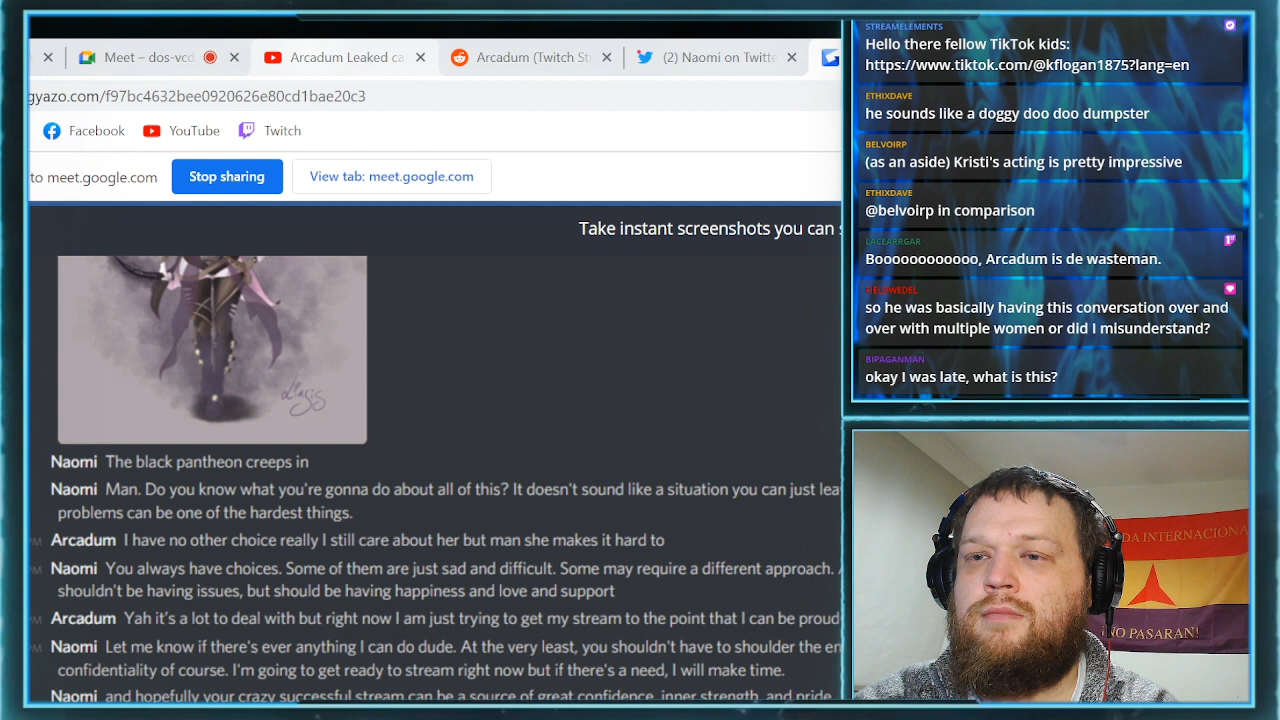 Meet – dos-vcd
Arcadum Leaked ca
Arcadum (Twitch St
(2) Naomi on Twitte
gyazo.com/f97bc4632bee0920626e80cd1bae20c3
Facebook
YouTube
Twitch
to meet.google.com
Stop sharing
View tab: meet.google.com
Take instant screenshots you can s
Naomi The black pantheon creeps in
Naomi Man. Do you know what you're gonna do about all of this? It doesn't sound like a situation you can just lea
problems can be one of the hardest things.
Arcadum I have no other choice really I still care about her but man she makes it hard to
Naomi You always have choices. Some of them are just sad and difficult. Some may require a different approach.
shouldn't be having issues, but should be having happiness and love and support
Arcadum Yah it's a lot to deal with but right now I am just trying to get my stream to the point that I can be proud
Naomi Let me know if there's ever anything I can do dude. At the very least, you shouldn't have to shoulder the en
confidentiality of course. I'm going to get ready to stream right now but if there's a need, I will make time.
Naomi and hopefully your crazy successful stream can be a source of great confidence, inner strength, and pride
STREAMELEMENTS
Hello there fellow TikTok kids:
https://www.tiktok.com/@kflogan1875?lang=en
ETHIXDAVE
he sounds like a doggy doo doo dumpster
BELVOIRP
(as an aside) Kristi's acting is pretty impressive
ETHIXDAVE
@belvoirp in comparison
LACEARRGAR
Booooooooooo, Arcadum is de wasteman.
so he was basically having this conversation over and
over with multiple women or did I misunderstand?
BIPAGANMAN
okay I was late, what is this?
DA INTERNACIONA
¡NO PASARAN!